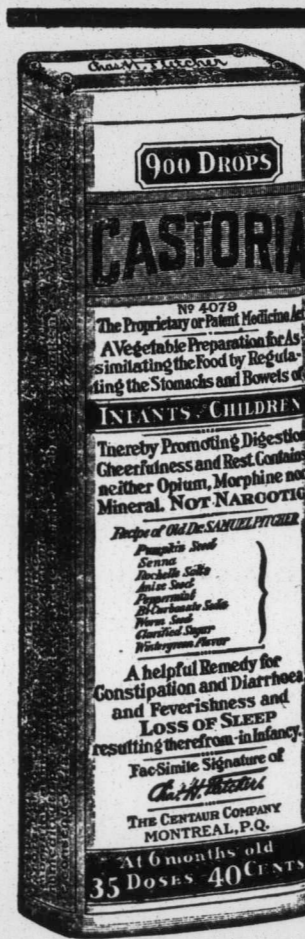 Chas. H. Fletcher
900 DROPS
CASTORIA
Nº 4079
The Proprietary or Patent Medicine Act
A Vegetable Preparation for As-
similating the Food by Regula-
ting the Stomachs and Bowels of
INFANTS / CHILDREN
Thereby Promoting Digestion
Cheerfulness and Rest. Contains
neither Opium, Morphine nor
Mineral. NOT NARCOTIC
Recipe of Old Dr. SAMUEL PITCHER
Pumpkin Seed
Senna
Rochelle Salts
Anise Seed
Peppermint
Bi Carbonate Soda
Worm Seed
Clarified Sugar
Wintergreen Flavor
A helpful Remedy for
Constipation and Diarrhoea
and Feverishness and
LOSS OF SLEEP
resulting therefrom in Infancy.
Fac Simile Signature of
Chas. H. Fletcher
THE CENTAUR COMPANY
MONTREAL, P.Q.
At 6 months old
35 DOSES 40 CENTS